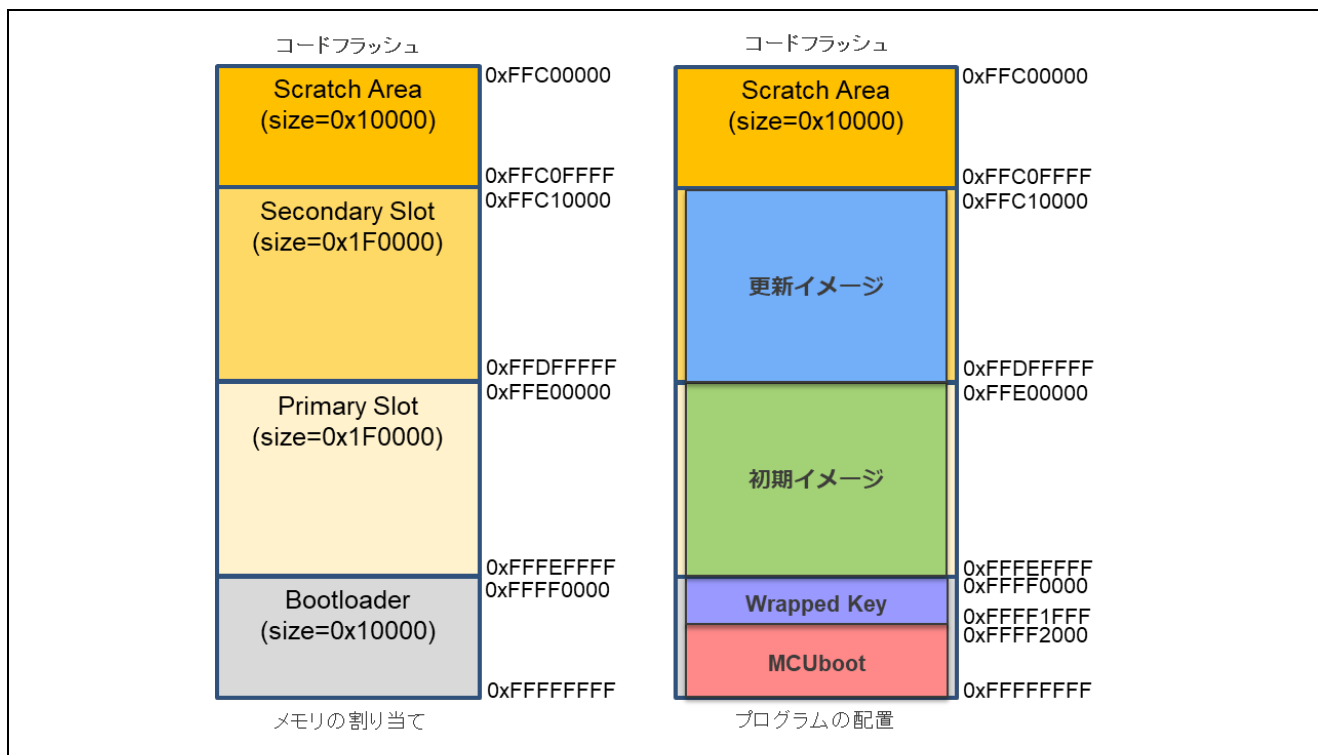 コードフラッシュ
Scratch Area
(size=0x10000)
0xFFC00000
0xFFC0FFFF
Secondary Slot
(size=0x1F0000)
0xFFC10000
0xFFDFFFFF
Primary Slot
(size=0x1F0000)
0xFFE00000
0xFFFEFFFF
Bootloader
(size=0x10000)
0xFFFF0000
0xFFFFFFFF
メモリの割り当て
コードフラッシュ
Scratch Area
(size=0x10000)
0xFFC00000
0xFFC0FFFF
0xFFC10000
更新イメージ
0xFFDFFFFF
0xFFE00000
初期イメージ
0xFFFEFFFF
0xFFFF0000
Wrapped Key
0xFFFF1FFF
0xFFFF2000
MCUboot
0xFFFFFFFF
プログラムの配置